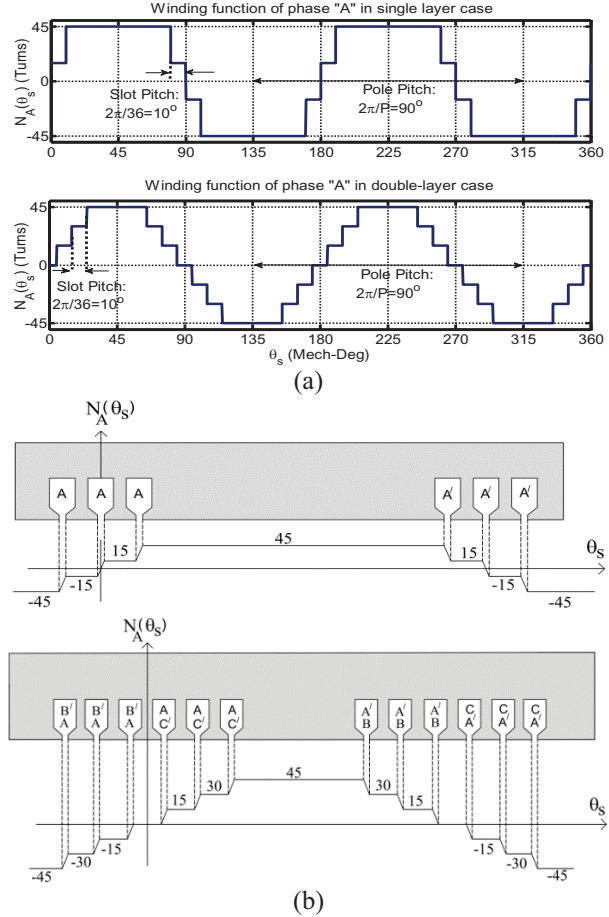 Winding function of phase "A" in single layer case
N_A(θ_s) (Turns)
45
0
-45
Slot Pitch:
2π/36=10°
Pole Pitch:
2π/P=90°
0 45 90 135 180 225 270 315 360
Winding function of phase "A" in double-layer case
N_A(θ_s) (Turns)
45
0
-45
Slot Pitch:
2π/36=10°
Pole Pitch:
2π/P=90°
0 45 90 135 180 225 270 315 360
θ_s (Mech-Deg)
(a)
N_A(θ_s)
A A A A/ A/ A/
-45 -15 15 45 15 -15 -45
θ_s
N_A(θ_s)
B/ B/ B/ A A A A/ A/ A/ C C C
A A A C/ C/ C/ B B B A/ A/ A/
-45 -30 -15 15 30 45 30 15 -15 -30 -45
θ_s
(b)